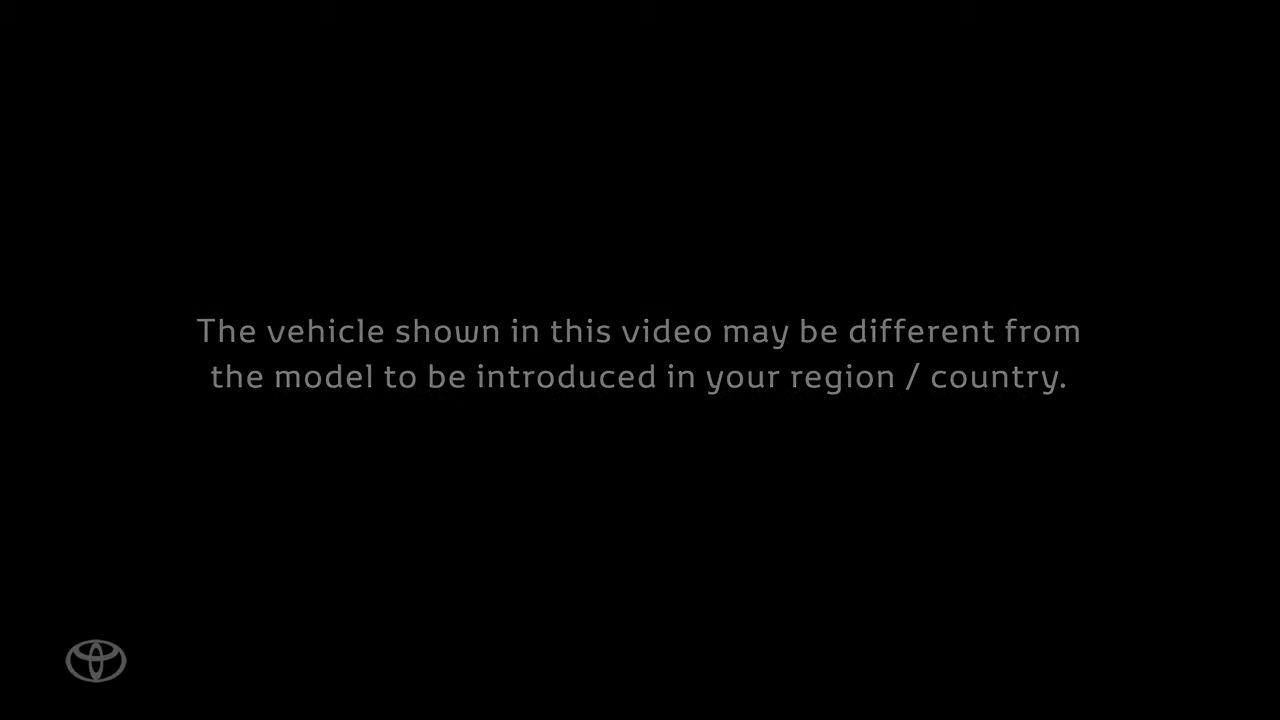 The vehicle shown in this video may be different from
the model to be introduced in your region / country.